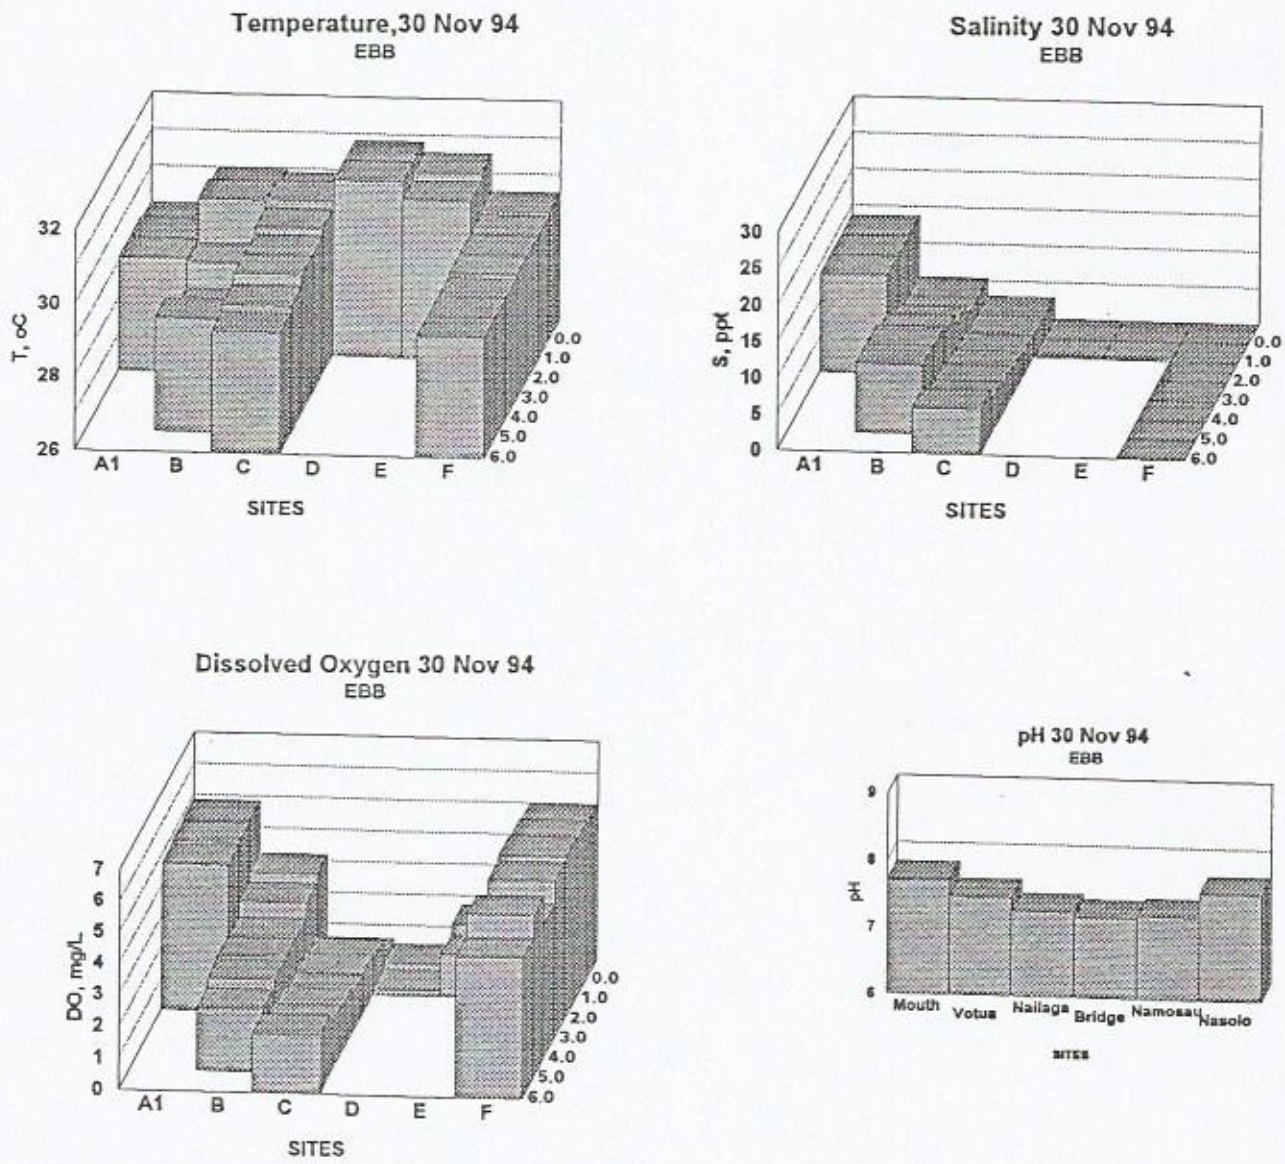 Temperature,30 Nov 94
EBB
32
30
28
26
T, oC
A1 B C D E F
0.0
1.0
2.0
3.0
4.0
5.0
6.0
SITES
Salinity 30 Nov 94
EBB
30
25
20
15
10
5
0
S, ppt
A1 B C D E F
0.0
1.0
2.0
3.0
4.0
5.0
6.0
SITES
Dissolved Oxygen 30 Nov 94
EBB
7
6
5
4
3
2
1
0
DO, mg/L
A1 B C D E F
0.0
1.0
2.0
3.0
4.0
5.0
6.0
SITES
pH 30 Nov 94
EBB
9
8
7
6
pH
Mouth Votua Nailaga Bridge Namosau Nasolo
SITES